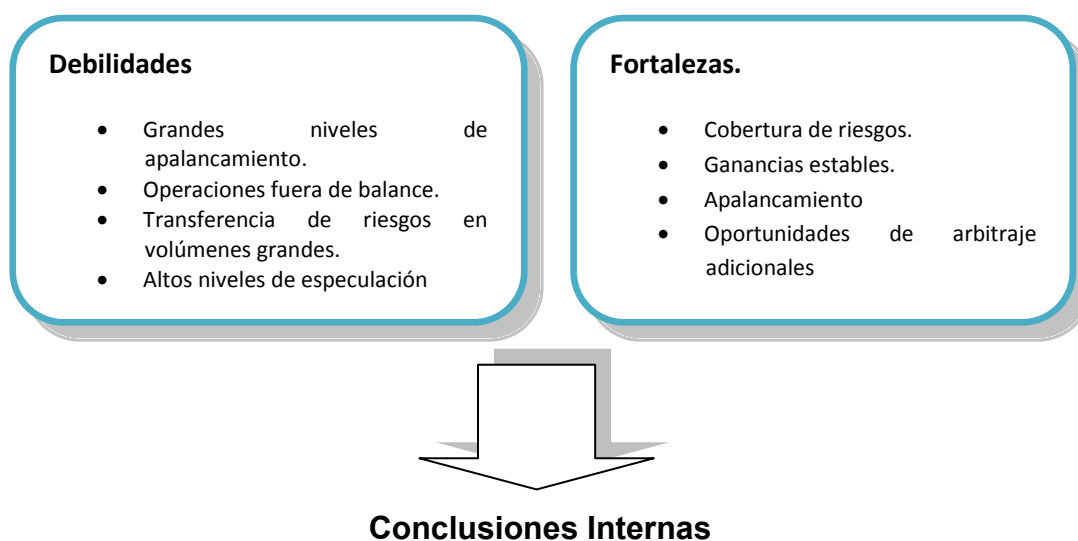 Debilidades
• Grandes niveles de
apalancamiento.
• Operaciones fuera de balance.
• Transferencia de riesgos en
volúmenes grandes.
• Altos niveles de especulación
Fortalezas.
• Cobertura de riesgos.
• Ganancias estables.
• Apalancamiento
• Oportunidades de arbitraje
adicionales
Conclusiones Internas